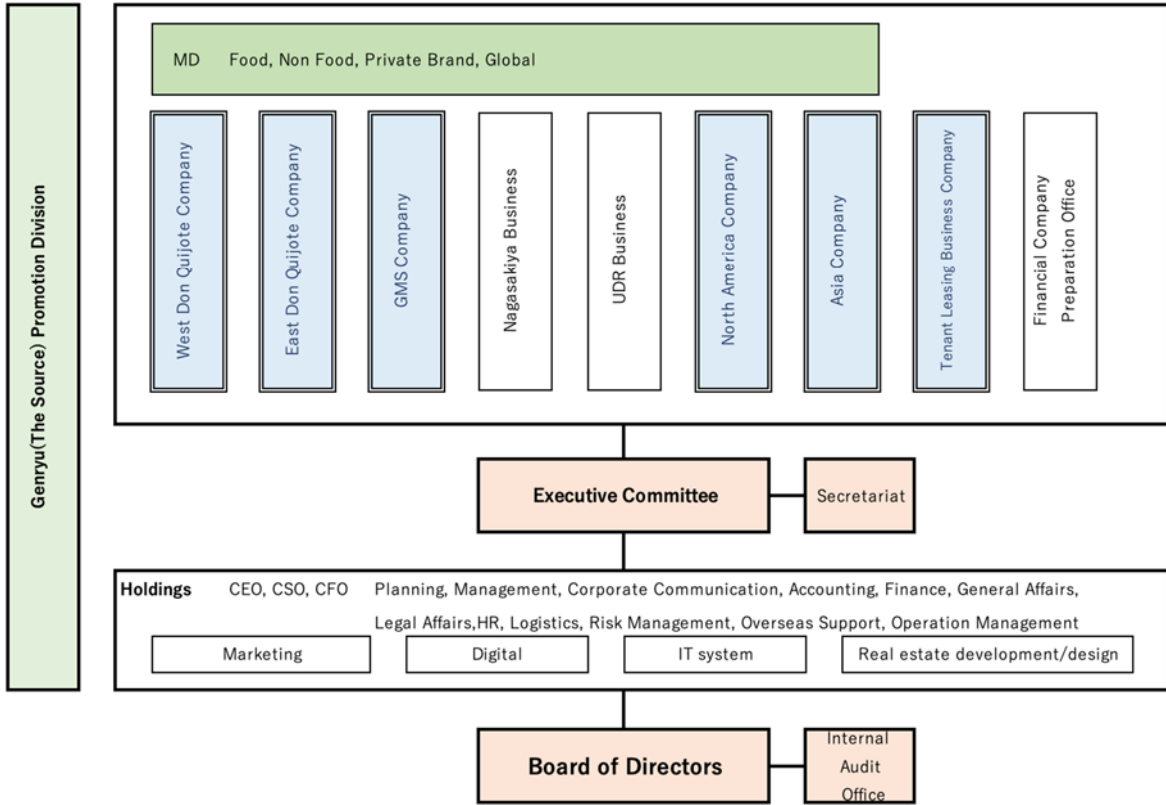 Genryu(The Source) Promotion Division
MD Food, Non Food, Private Brand, Global
West Don Quijote Company
East Don Quijote Company
GMS Company
Nagasakiya Business
UDR Business
North America Company
Asia Company
Tenant Leasing Business Company
Financial Company
Preparation Office
Executive Committee
Secretariat
Holdings CEO, CSO, CFO Planning, Management, Corporate Communication, Accounting, Finance, General Affairs,
Legal Affairs,HR, Logistics, Risk Management, Overseas Support, Operation Management
Marketing
Digital
IT system
Real estate development/design
Board of Directors
Internal
Audit
Office